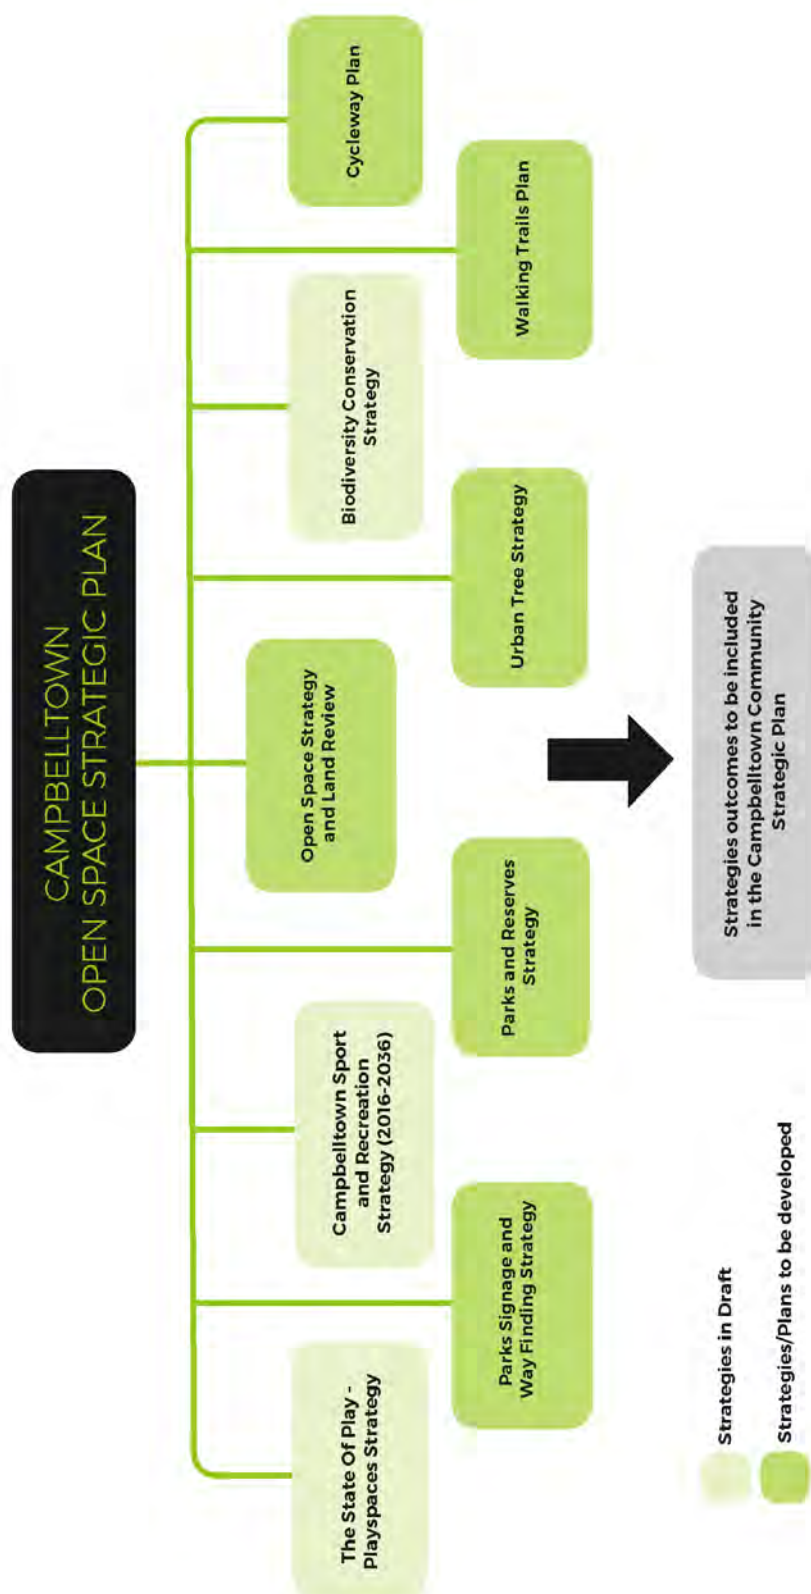 CAMPBELLTOWN
OPEN SPACE STRATEGIC PLAN
The State Of Play -
Playspaces Strategy
Campbelltown Sport
and Recreation
Strategy (2016-2036)
Open Space Strategy
and Land Review
Biodiversity Conservation
Strategy
Cycleway Plan
Parks Signage and
Way Finding Strategy
Parks and Reserves
Strategy
Urban Tree Strategy
Walking Trails Plan
Strategies outcomes to be included
in the Campbelltown Community
Strategic Plan
Strategies in Draft
Strategies/Plans to be developed